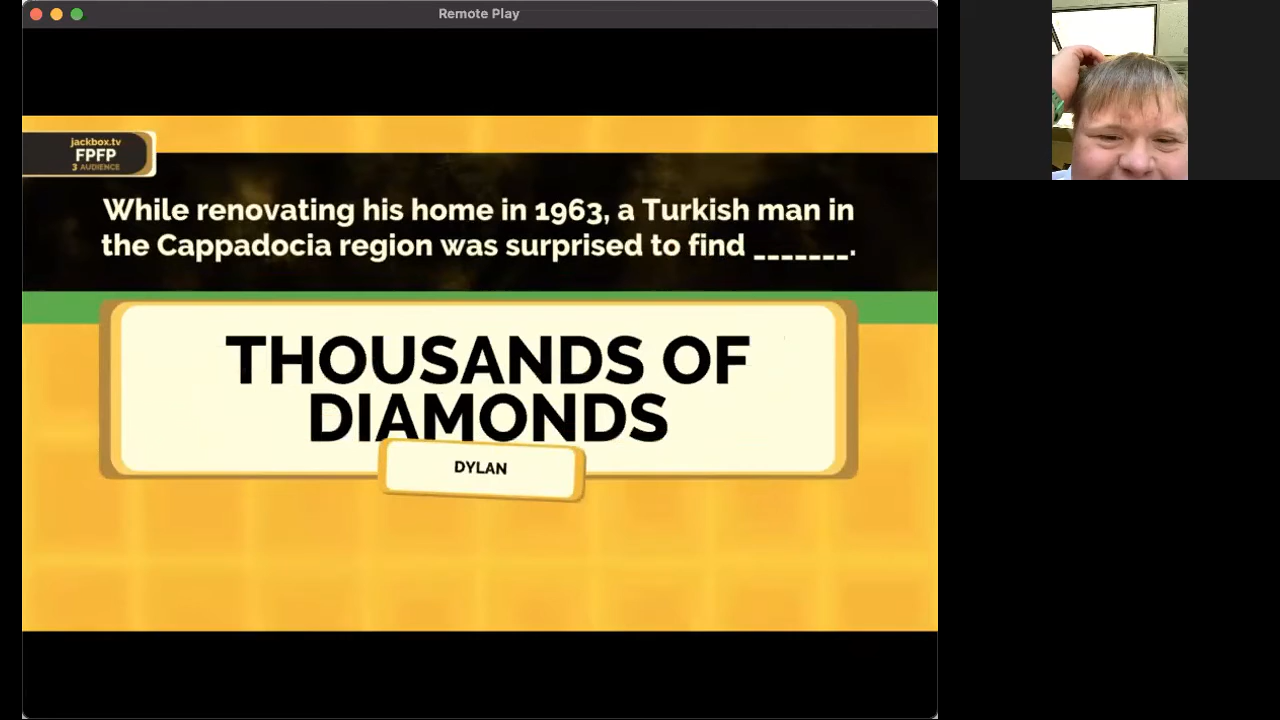 Remote Play
jackbox.tv
FPFP
3 AUDIENCE
While renovating his home in 1963, a Turkish man in
the Cappadocia region was surprised to find _______.
THOUSANDS OF
DIAMONDS
DYLAN